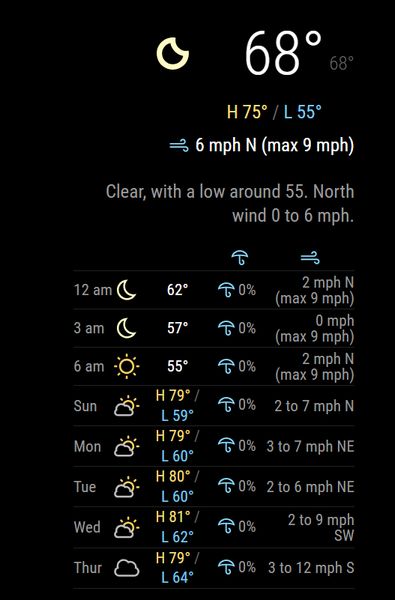 68° 68°
H 75° / L 55°
6 mph N (max 9 mph)
Clear, with a low around 55. North
wind 0 to 6 mph.
12 am 62° 0% 2 mph N
(max 9 mph)
3 am 57° 0% 0 mph
(max 9 mph)
6 am 55° 0% 2 mph N
(max 9 mph)
Sun H 79° / 0% 2 to 7 mph N
L 59°
Mon H 79° / 0% 3 to 7 mph NE
L 60°
Tue H 80° / 0% 2 to 6 mph NE
L 60°
Wed H 81° / 0% 2 to 9 mph
L 62° SW
Thur H 79° / 0% 3 to 12 mph S
L 64°